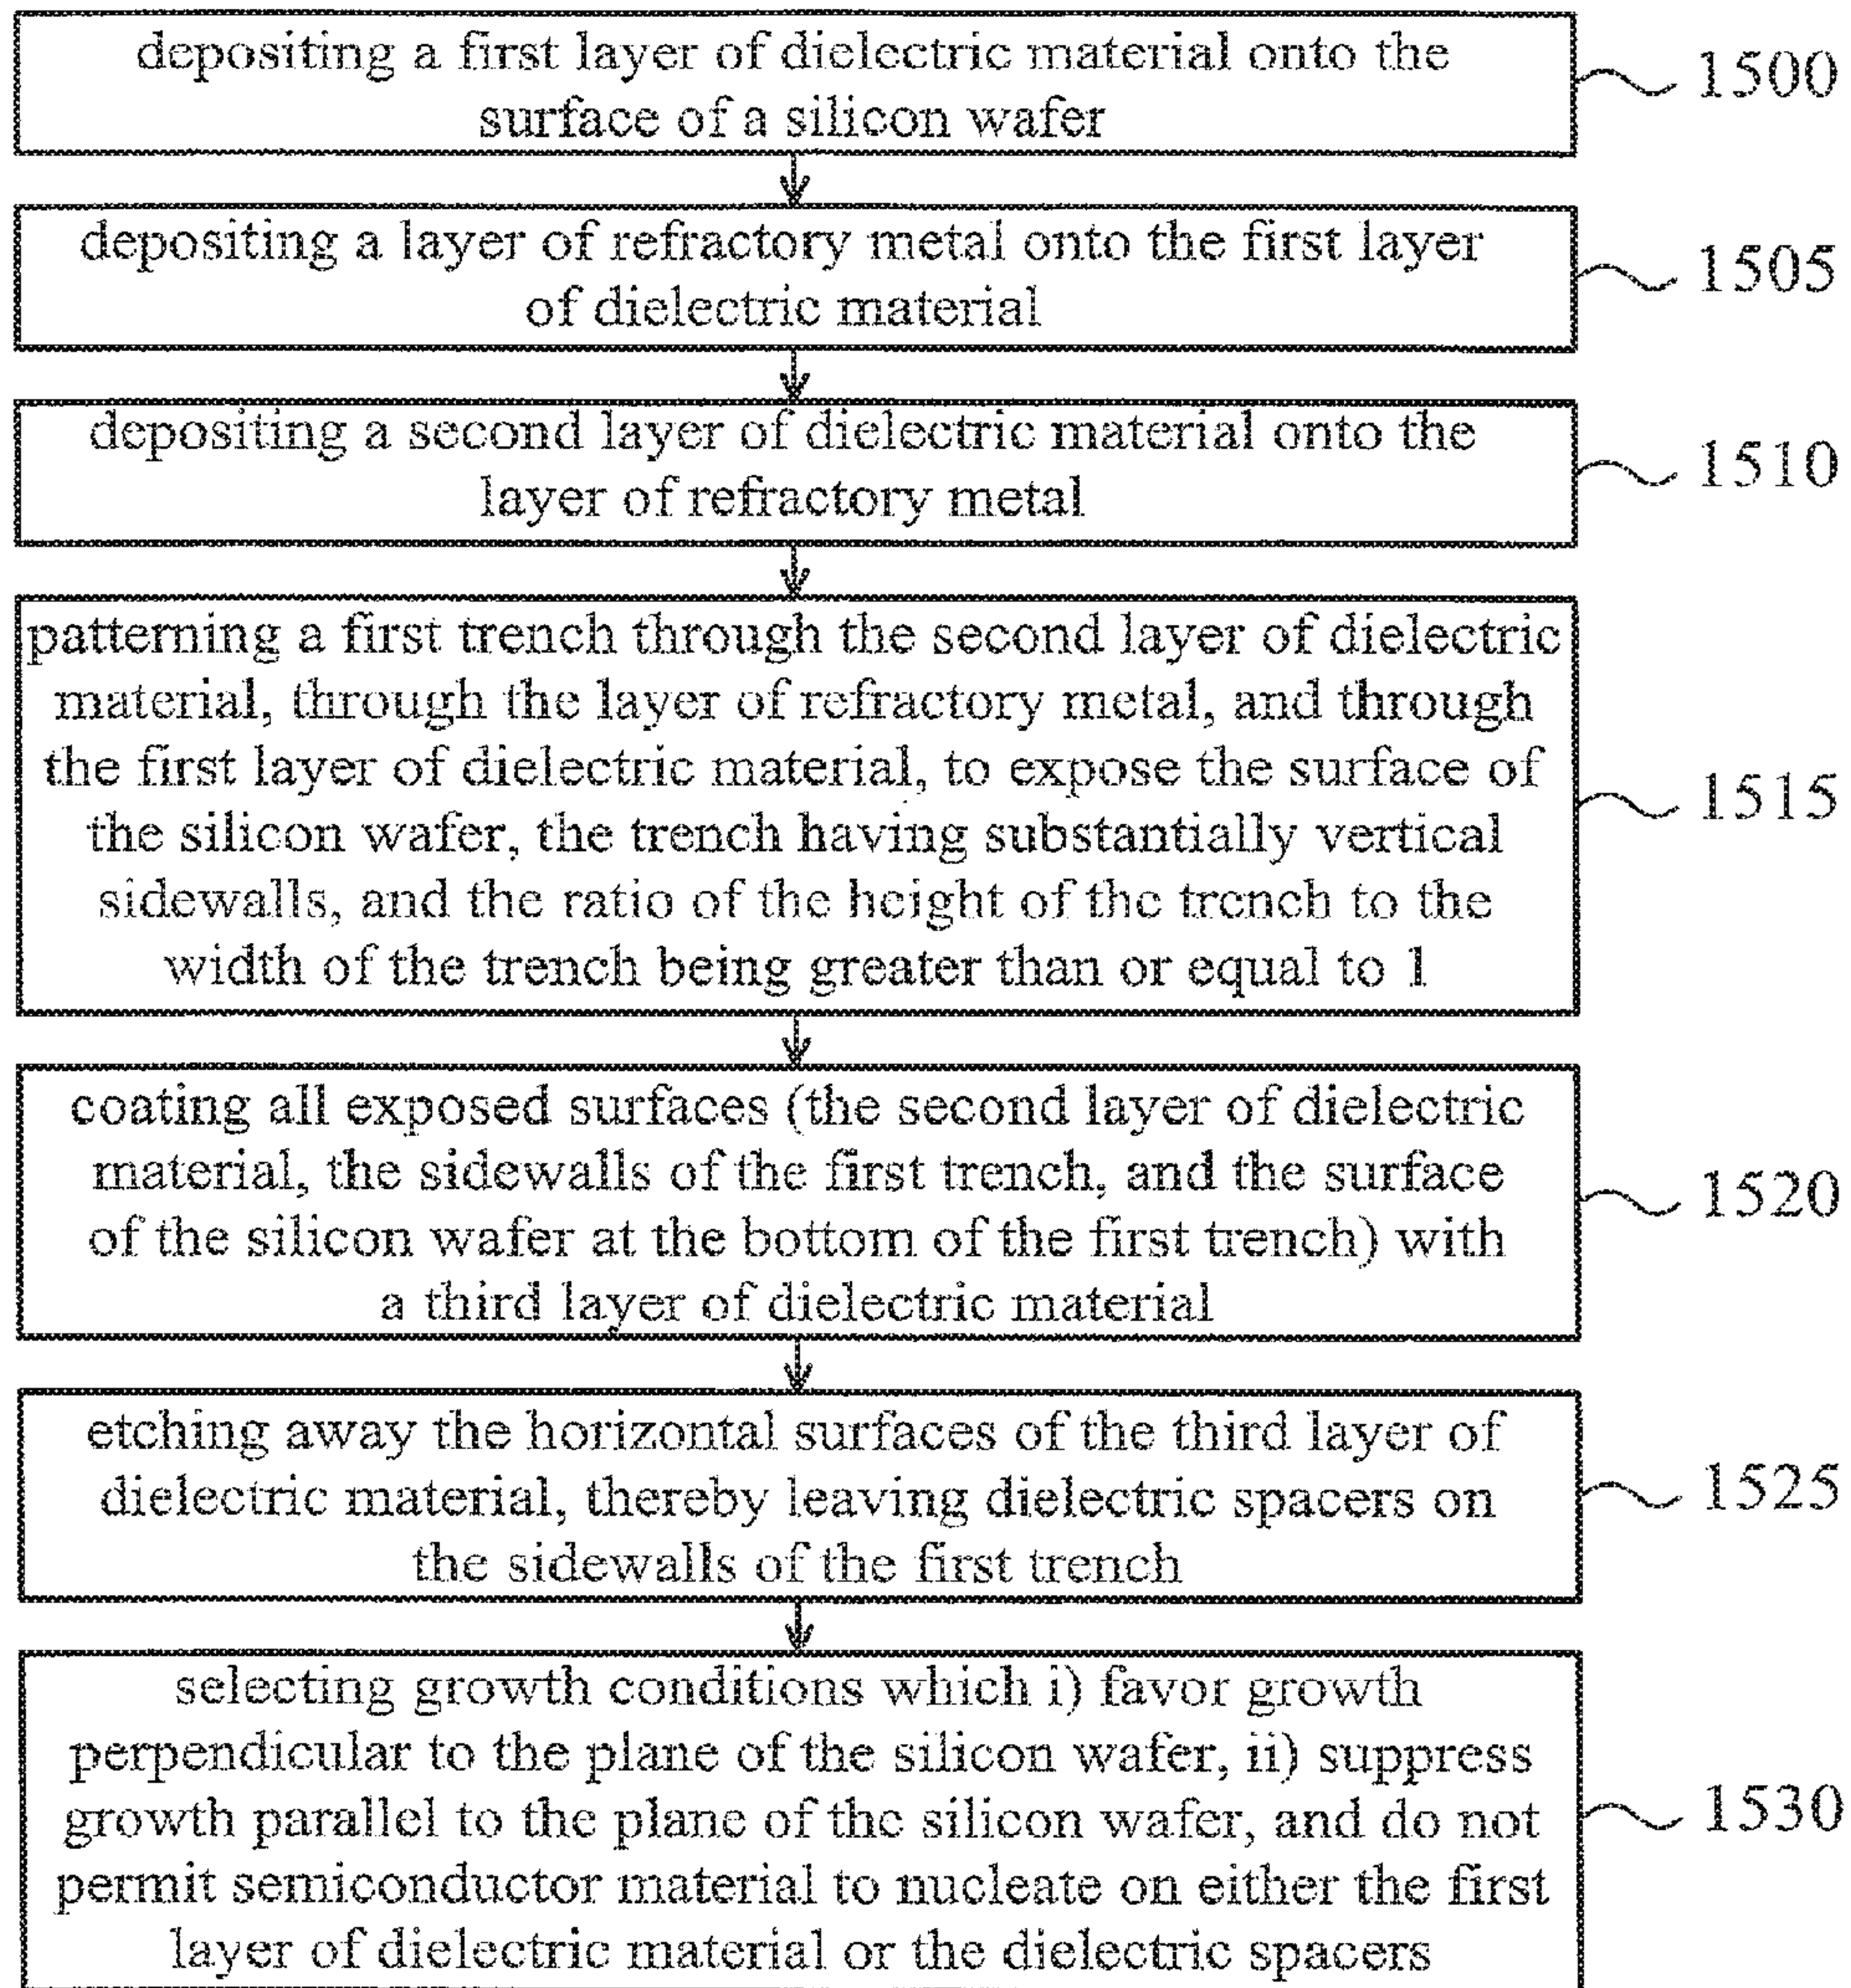 depositing a first layer of dielectric material onto the
surface of a silicon wafer
1500
depositing a layer of refractory metal onto the first layer
of dielectric material
1505
depositing a second layer of dielectric material onto the
layer of refractory metal
1510
patterning a first trench through the second layer of dielectric
material, through the layer of refractory metal, and through
the first layer of dielectric material, to expose the surface of
the silicon wafer, the trench having substantially vertical
sidewalls, and the ratio of the height of the trench to the
width of the trench being greater than or equal to 1
1515
coating all exposed surfaces (the second layer of dielectric
material, the sidewalls of the first trench, and the surface
of the silicon wafer at the bottom of the first trench) with
a third layer of dielectric material
1520
etching away the horizontal surfaces of the third layer of
dielectric material, thereby leaving dielectric spacers on
the sidewalls of the first trench
1525
selecting growth conditions which i) favor growth
perpendicular to the plane of the silicon wafer, ii) suppress
growth parallel to the plane of the silicon wafer, and do not
permit semiconductor material to nucleate on either the first
layer of dielectric material or the dielectric spacers
1530